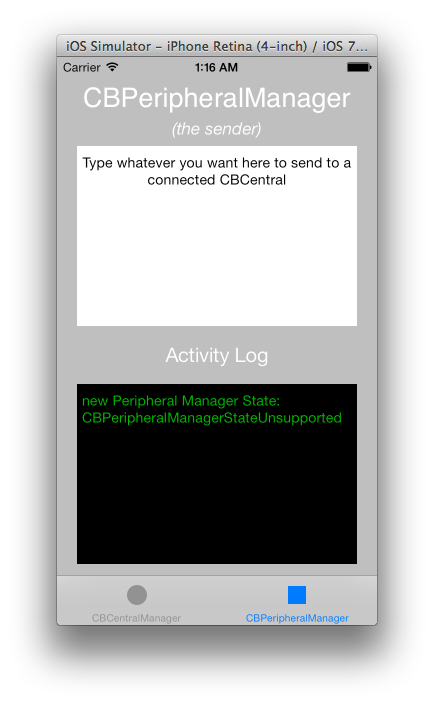 iOS Simulator - iPhone Retina (4-inch) / iOS 7...
Carrier 1:16 AM
CBPeripheralManager
(the sender)
Type whatever you want here to send to a
connected CBCentral
Activity Log
new Peripheral Manager State:
CBPeripheralManagerStateUnsupported
CBCentralManager CBPeripheralManager